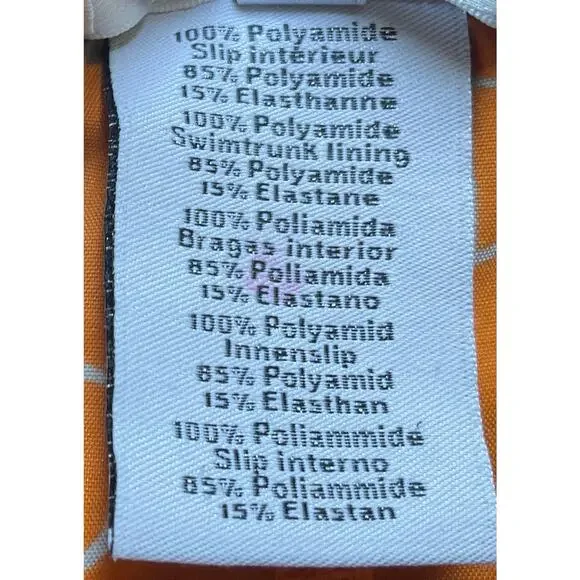 100% Polyamide
Slip intérieur
85% Polyamide
15% Elasthanne
100% Polyamide
Swimtrunk lining
85% Polyamide
15% Elastane
100% Poliamida
Bragas interior
85% Poliamida
15% Elastano
100% Polyamid
Innenslip
85% Polyamid
15% Elasthan
100% Poliammidé
Slip interno
85% Poliammide
15% Elastan